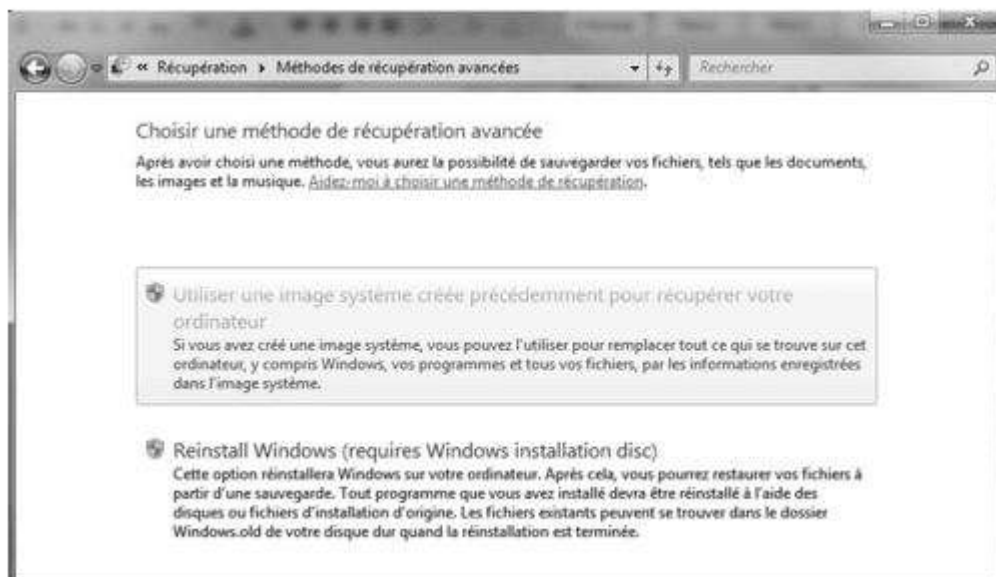 « Récupération ▸ Méthodes de récupération avancées
Rechercher
Choisir une méthode de récupération avancée
Après avoir choisi une méthode, vous aurez la possibilité de sauvegarder vos fichiers, tels que les documents,
les images et la musique. Aidez-moi à choisir une méthode de récupération.
Utiliser une image système créée précédemment pour récupérer votre
ordinateur
Si vous avez créé une image système, vous pouvez l'utiliser pour remplacer tout ce qui se trouve sur cet
ordinateur, y compris Windows, vos programmes et tous vos fichiers, par les informations enregistrées
dans l'image système.
Reinstall Windows (requires Windows installation disc)
Cette option réinstallera Windows sur votre ordinateur. Après cela, vous pourrez restaurer vos fichiers à
partir d'une sauvegarde. Tout programme que vous avez installé devra être réinstallé à l'aide des
disques ou fichiers d'installation d'origine. Les fichiers existants peuvent se trouver dans le dossier
Windows.old de votre disque dur quand la réinstallation est terminée.